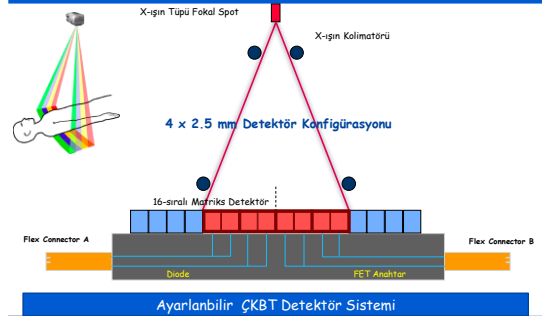 X-ışın Tüpü Fokal Spot
X-ışın Kolimatörü
4 x 2.5 mm Detektör Konfigürasyonu
16-sıralı Matriks Detektör
Flex Connector A
Flex Connector B
Diode
FET Anahtar
Ayarlanbilir ÇKBT Detektör Sistemi